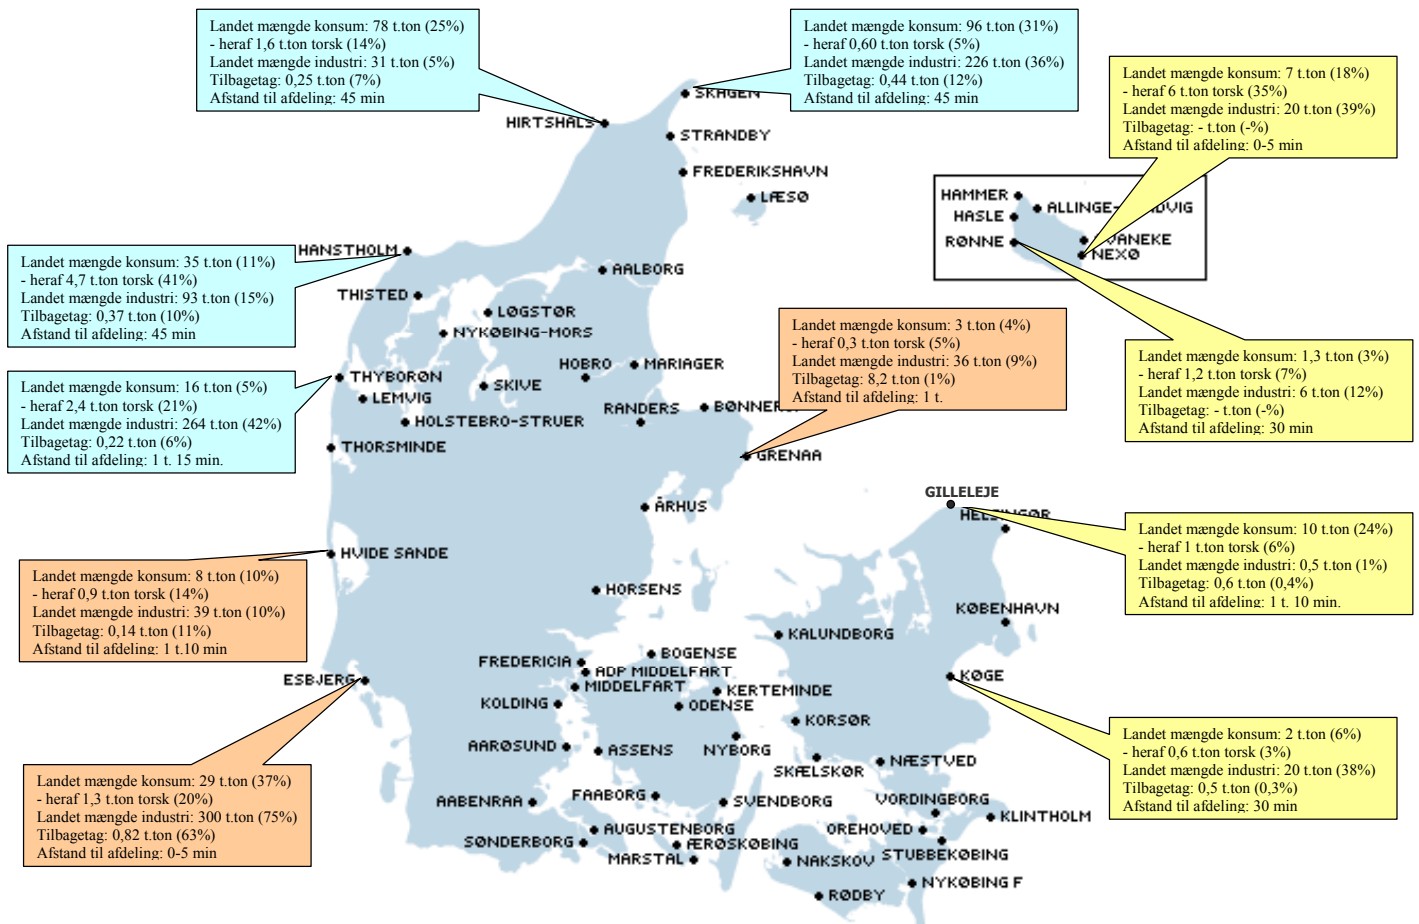 Landet mængde konsum: 78 t.ton (25%)
- heraf 1,6 t.ton torsk (14%)
Landet mængde industri: 31 t.ton (5%)
Tilbagetag: 0,25 t.ton (7%)
Afstand til afdeling: 45 min
Landet mængde konsum: 96 t.ton (31%)
- heraf 0,60 t.ton torsk (5%)
Landet mængde industri: 226 t.ton (36%)
Tilbagetag: 0,44 t.ton (12%)
Afstand til afdeling: 45 min
Landet mængde konsum: 7 t.ton (18%)
- heraf 6 t.ton torsk (35%)
Landet mængde industri: 20 t.ton (39%)
Tilbagetag: - t.ton (-%)
Afstand til afdeling: 0-5 min
SKAGEN
HIRTSHALS
STRANDBY
FREDERIKSHAVN
LÆSØ
HAMMER
HASLE
RØNNE
NEXØ
HANSTHOLM
Landet mængde konsum: 35 t.ton (11%)
- heraf 4,7 t.ton torsk (41%)
Landet mængde industri: 93 t.ton (15%)
Tilbagetag: 0,37 t.ton (10%)
Afstand til afdeling: 45 min
AALBORG
THISTED
LØGSTØR
NYKØBING-MORS
Landet mængde konsum: 3 t.ton (4%)
- heraf 0,3 t.ton torsk (5%)
Landet mængde industri: 36 t.ton (9%)
Tilbagetag: 8,2 t.ton (1%)
Afstand til afdeling: 1 t.
Landet mængde konsum: 1,3 t.ton (3%)
- heraf 1,2 t.ton torsk (7%)
Landet mængde industri: 6 t.ton (12%)
Tilbagetag: - t.ton (-%)
Afstand til afdeling: 30 min
HOBRO
MARIAGER
THYBORØN
SKIVE
LEMVIG
RANDERS
HOLSTEBRO-STRUER
THORSMINDE
Landet mængde konsum: 16 t.ton (5%)
- heraf 2,4 t.ton torsk (21%)
Landet mængde industri: 264 t.ton (42%)
Tilbagetag: 0,22 t.ton (6%)
Afstand til afdeling: 1 t. 15 min.
GRENAA
GILLELEJE
HELSINGØR
ÅRHUS
Landet mængde konsum: 10 t.ton (24%)
- heraf 1 t.ton torsk (6%)
Landet mængde industri: 0,5 t.ton (1%)
Tilbagetag: 0,6 t.ton (0,4%)
Afstand til afdeling: 1 t. 10 min.
HVIDE SANDE
Landet mængde konsum: 8 t.ton (10%)
- heraf 0,9 t.ton torsk (14%)
Landet mængde industri: 39 t.ton (10%)
Tilbagetag: 0,14 t.ton (11%)
Afstand til afdeling: 1 t.10 min
HORSENS
KØBENHAVN
KALUNDBORG
BOGENSE
FREDERICIA
ADP MIDDELFART
MIDDELFART
ESBJERG
KØGE
KERTEMINDE
KOLDING
ODENSE
KORSØR
AARØSUND
ASSENS
NYBORG
SKÆLSKØR
NÆSTVED
Landet mængde konsum: 2 t.ton (6%)
- heraf 0,6 t.ton torsk (3%)
Landet mængde industri: 20 t.ton (38%)
Tilbagetag: 0,5 t.ton (0,3%)
Afstand til afdeling: 30 min
Landet mængde konsum: 29 t.ton (37%)
- heraf 1,3 t.ton torsk (20%)
Landet mængde industri: 300 t.ton (75%)
Tilbagetag: 0,82 t.ton (63%)
Afstand til afdeling: 0-5 min
AABENRAA
FAABORG
SVENDBORG
VORDINGBORG
KLINTHOLM
AUGUSTENBORG
OREHOVED
SØNDERBORG
ÆRØSKØBING
STUBBEKØBING
MARSTAL
NAKSKOV
NYKØBING F
RØDBY